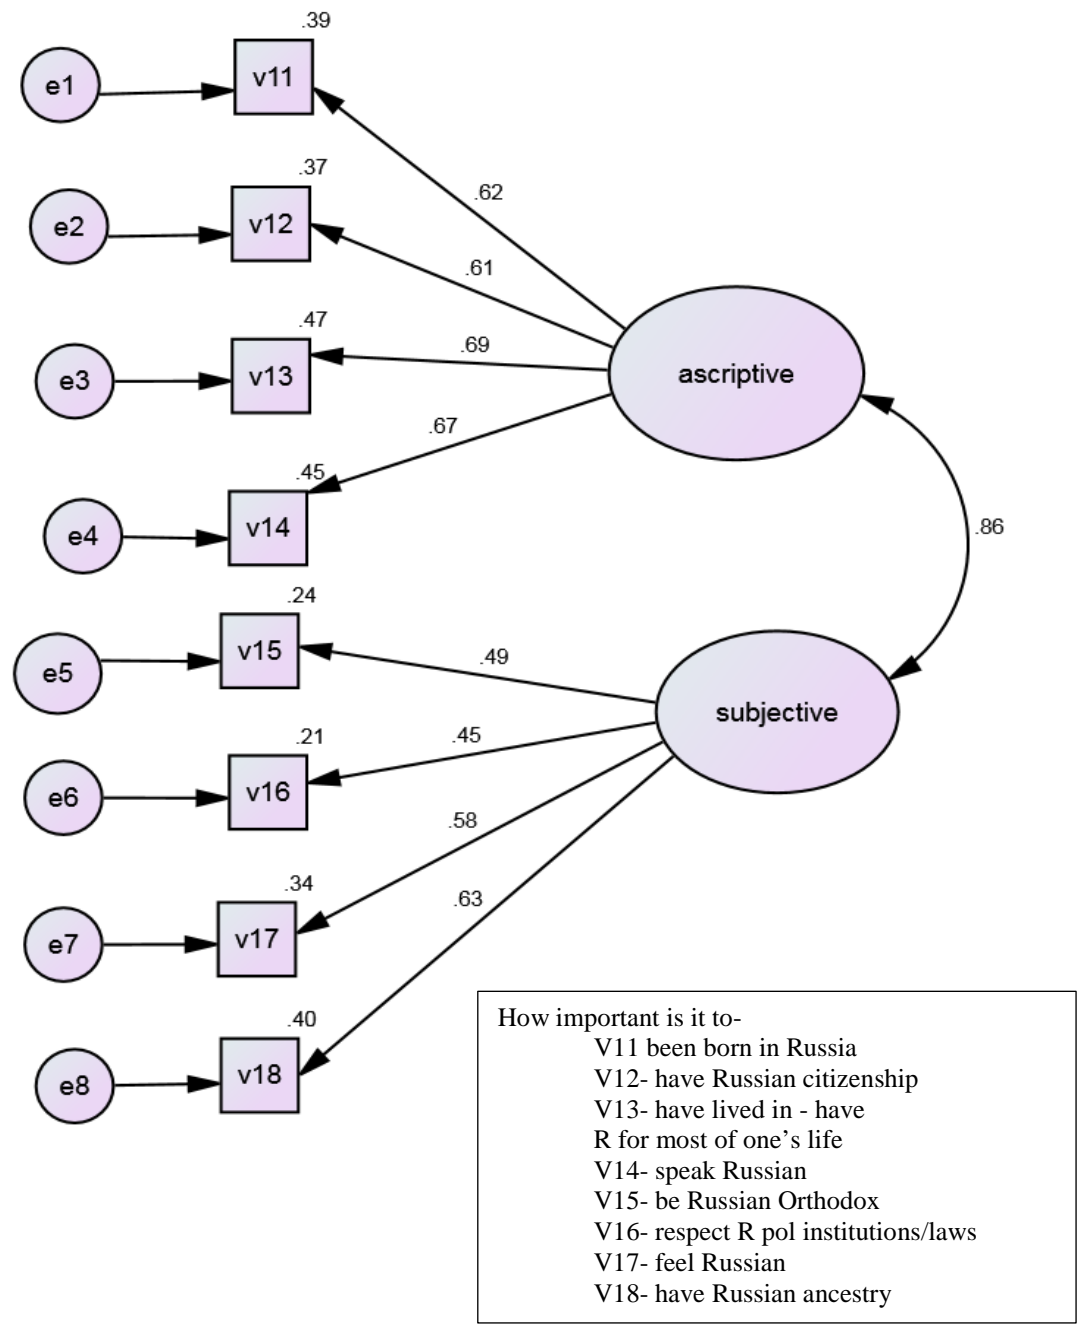 .39
e1
v11
.62
.37
e2
v12
.61
.47
e3
v13
.69
ascriptive
.67
.45
e4
v14
.86
.24
e5
v15
.49
subjective
.21
e6
v16
.45
.58
.34
e7
v17
.63
.40
e8
v18
How important is it to-
V11 been born in Russia
V12- have Russian citizenship
V13- have lived in - have
R for most of one’s life
V14- speak Russian
V15- be Russian Orthodox
V16- respect R pol institutions/laws
V17- feel Russian
V18- have Russian ancestry